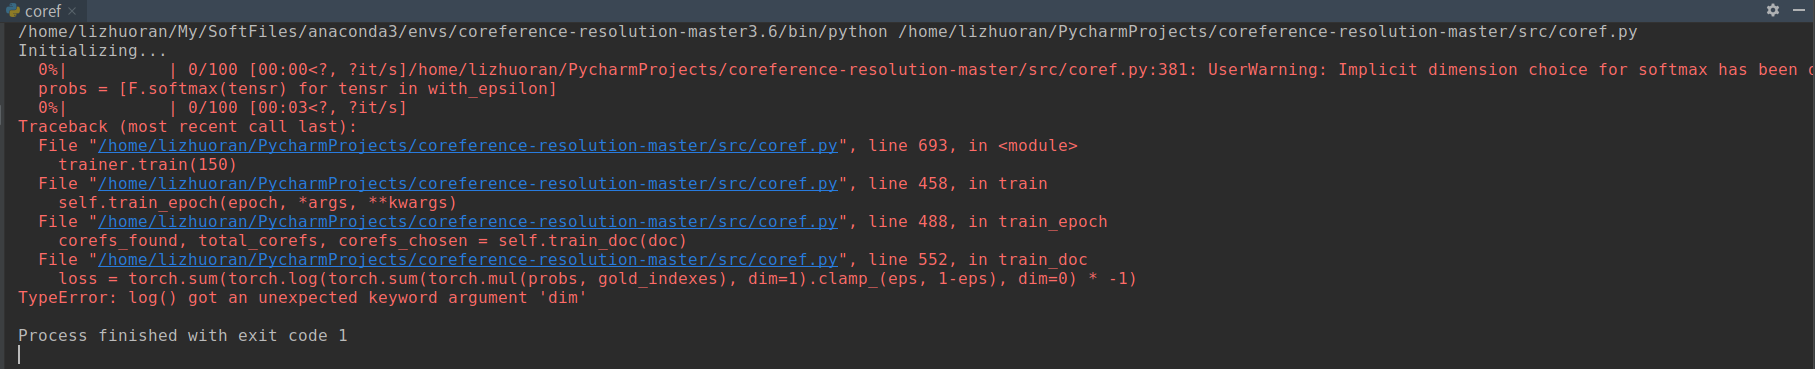 coref
/home/lizhuoran/My/SoftFiles/anaconda3/envs/coreference-resolution-master3.6/bin/python /home/lizhuoran/PycharmProjects/coreference-resolution-master/src/coref.py
Initializing...
0%|          | 0/100 [00:00<?, ?it/s]/home/lizhuoran/PycharmProjects/coreference-resolution-master/src/coref.py:381: UserWarning: Implicit dimension choice for softmax has been
probs = [F.softmax(tensr) for tensr in with_epsilon]
0%|          | 0/100 [00:03<?, ?it/s]
Traceback (most recent call last):
File "/home/lizhuoran/PycharmProjects/coreference-resolution-master/src/coref.py", line 693, in <module>
trainer.train(150)
File "/home/lizhuoran/PycharmProjects/coreference-resolution-master/src/coref.py", line 458, in train
self.train_epoch(epoch, *args, **kwargs)
File "/home/lizhuoran/PycharmProjects/coreference-resolution-master/src/coref.py", line 488, in train_epoch
corefs_found, total_corefs, corefs_chosen = self.train_doc(doc)
File "/home/lizhuoran/PycharmProjects/coreference-resolution-master/src/coref.py", line 552, in train_doc
loss = torch.sum(torch.log(torch.sum(torch.mul(probs, gold_indexes), dim=1).clamp_(eps, 1-eps), dim=0) * -1)
TypeError: log() got an unexpected keyword argument 'dim'
Process finished with exit code 1